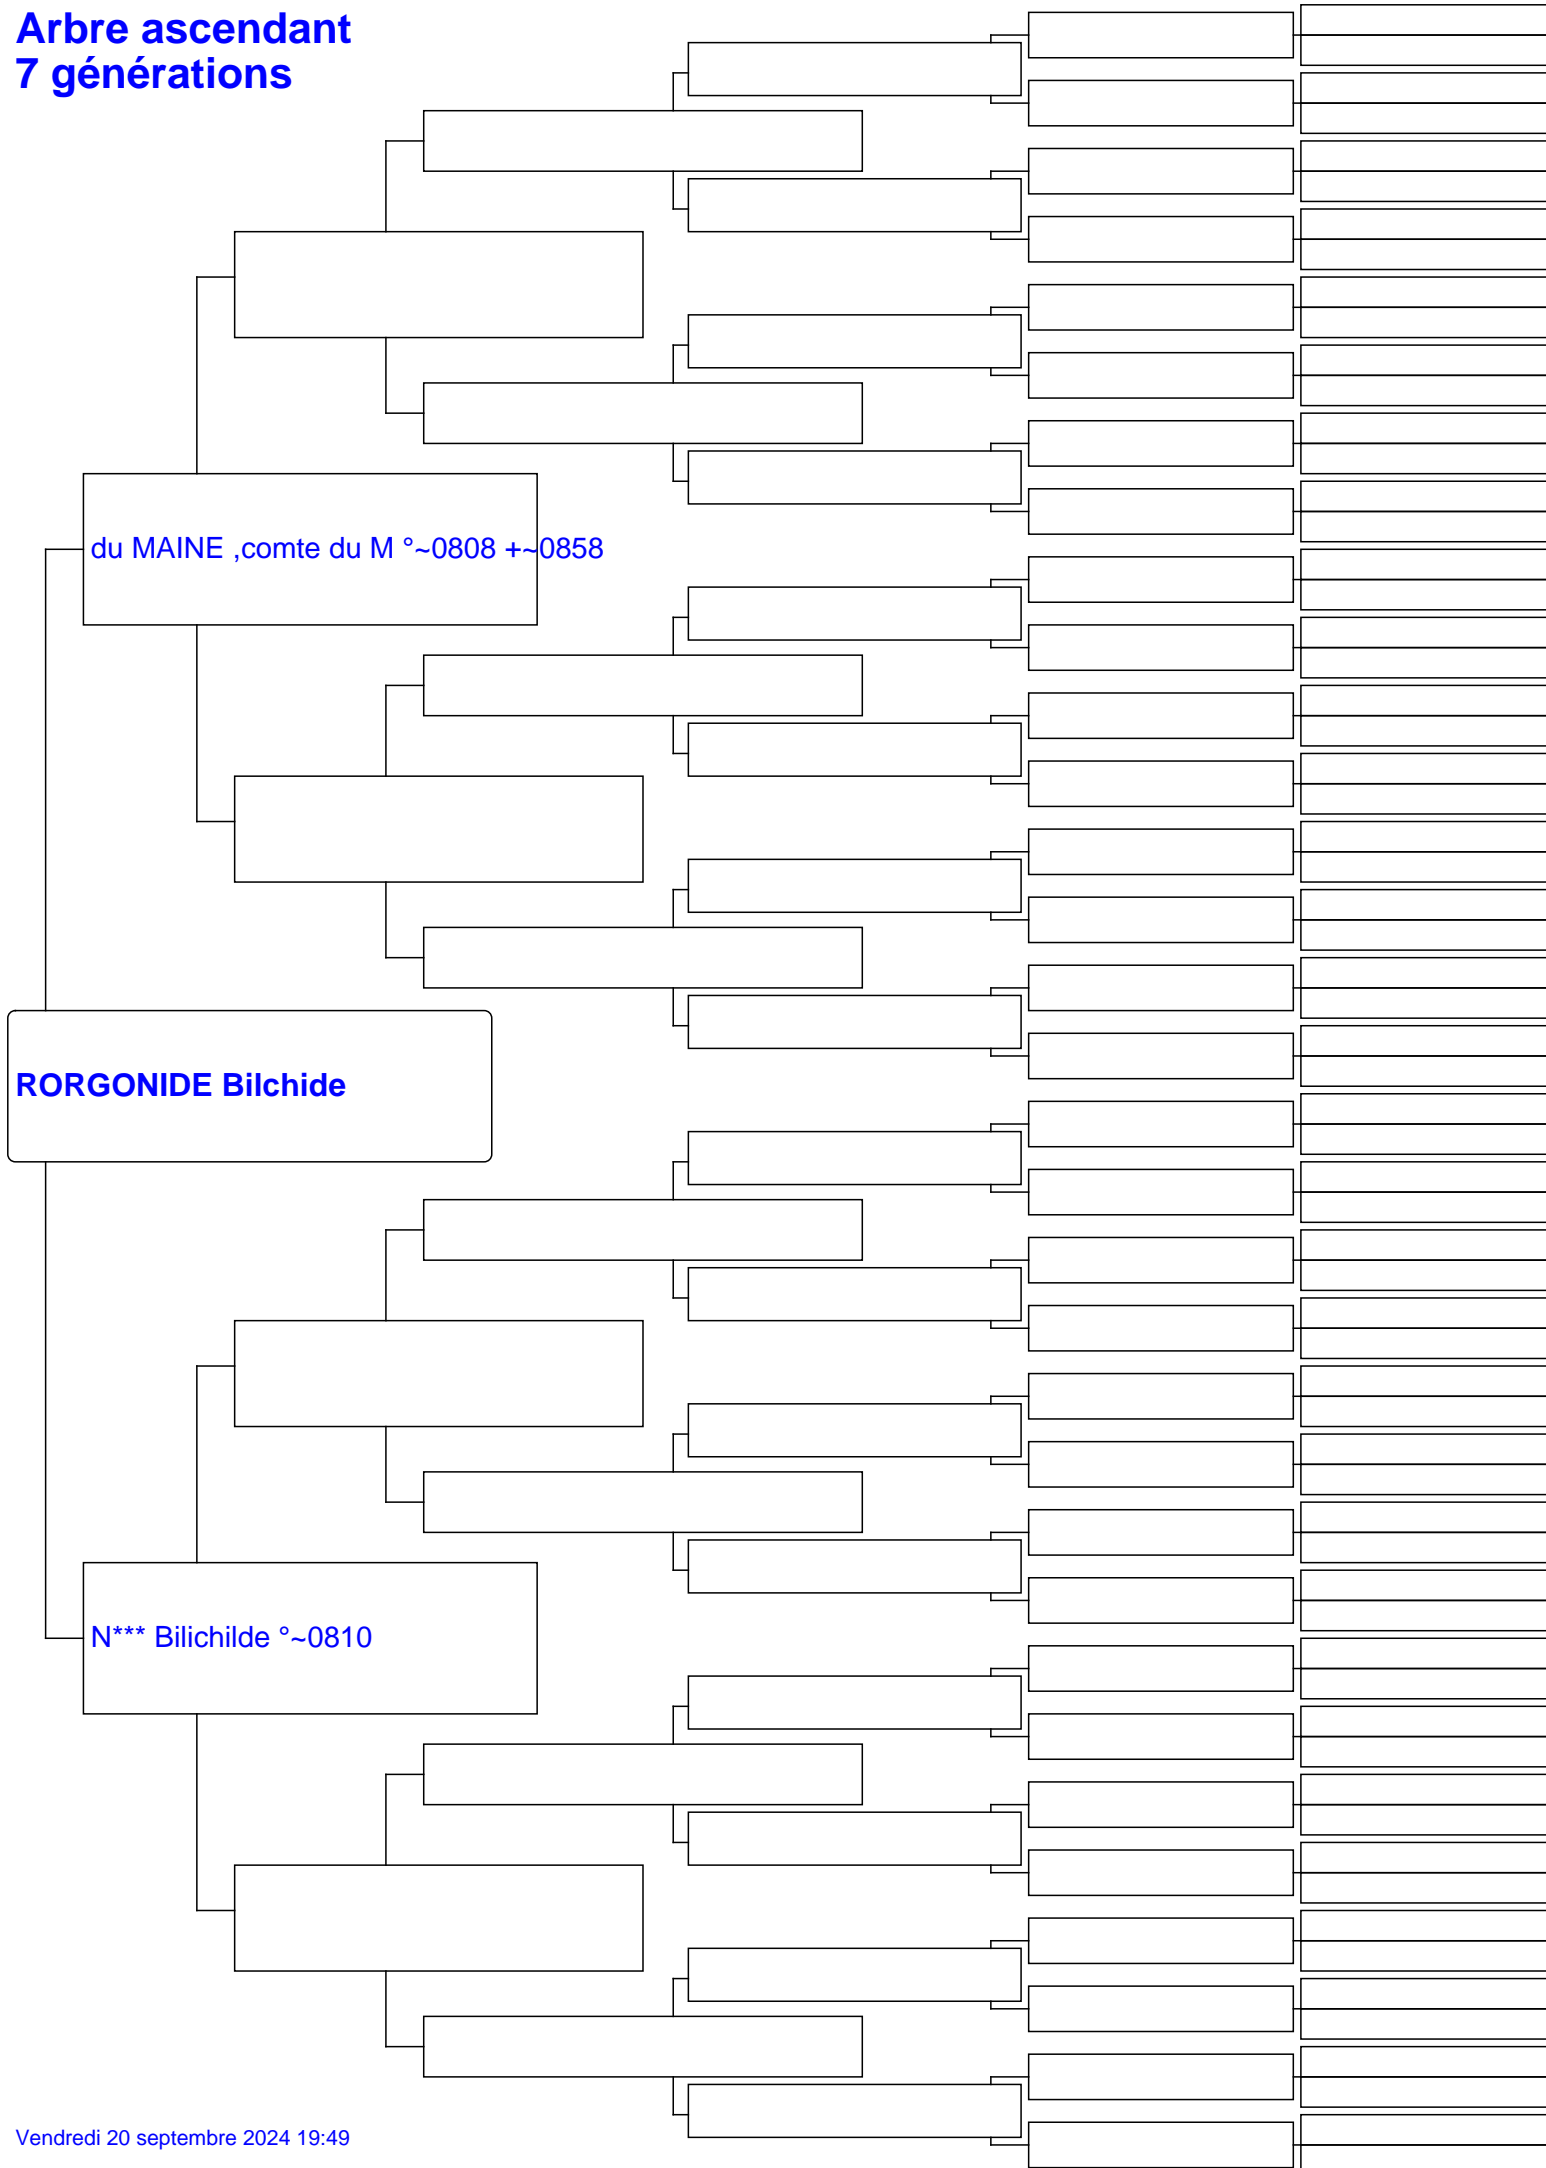 Arbre ascendant
7 générations
du MAINE ,comte du M °~0808 +~0858
RORGONIDE Bilchide
N*** Bilichilde °~0810
Vendredi 20 septembre 2024 19:49